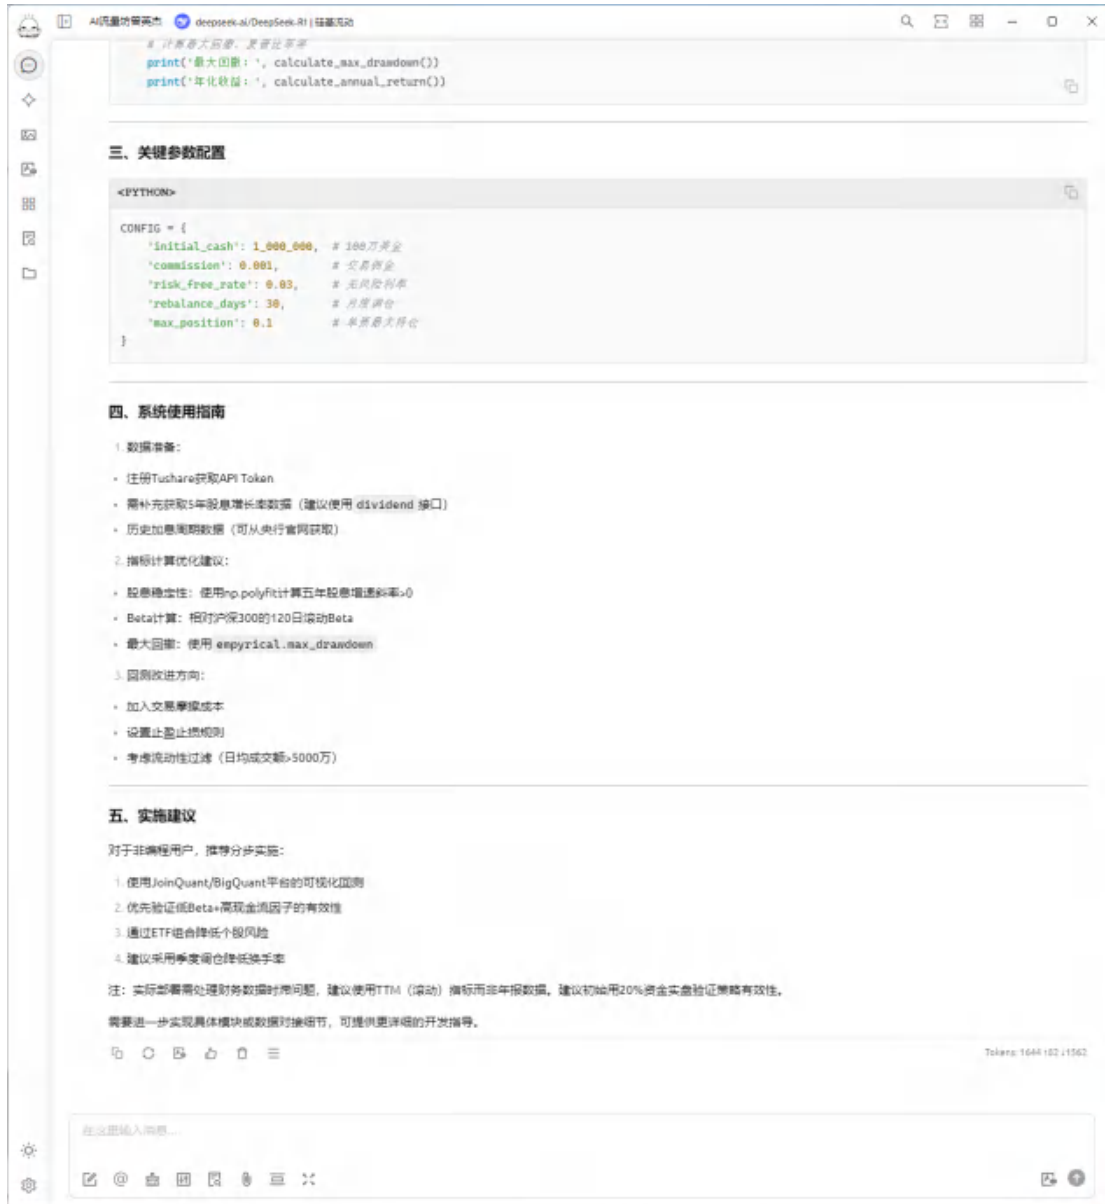 AI流量坊管英杰 deepseek-ai/DeepSeek-R1 | 硅基流动
# 计算最大回撤、夏普比率等
print('最大回撤：', calculate_max_drawdown())
print('年化收益：', calculate_annual_return())
三、关键参数配置
<PYTHON>
CONFIG = {
'initial_cash': 1_000_000, # 100万资金
'commission': 0.001, # 交易佣金
'risk_free_rate': 0.03, # 无风险利率
'rebalance_days': 30, # 月度调仓
'max_position': 0.1 # 单票最大持仓
}
四、系统使用指南
1. 数据准备：
• 注册Tushare获取API Token
• 需补充获取5年股息增长率数据（建议使用 dividend 接口）
• 历史加息周期数据（可从央行官网获取）
2. 指标计算优化建议：
• 股息稳定性：使用np.polyfit计算五年股息增速斜率>0
• Beta计算：相对沪深300的120日滚动Beta
• 最大回撤：使用 empyrical.max_drawdown
3. 回测改进方向：
• 加入交易摩擦成本
• 设置止盈止损规则
• 考虑流动性过滤（日均成交额>5000万）
五、实施建议
对于非编程用户，推荐分步实施：
1. 使用JoinQuant/BigQuant平台的可视化回测
2. 优先验证低Beta+高现金流因子的有效性
3. 通过ETF组合降低个股风险
4. 建议采用季度调仓降低换手率
注：实际部署需处理财务数据时滞问题，建议使用TTM（滚动）指标而非年报数据。建议初始用20%资金实盘验证策略有效性。
需要进一步实现具体模块或数据对接细节，可提供更详细的开发指导。
Tokens: 1644 ↑82 ↓1562
在这里输入消息...